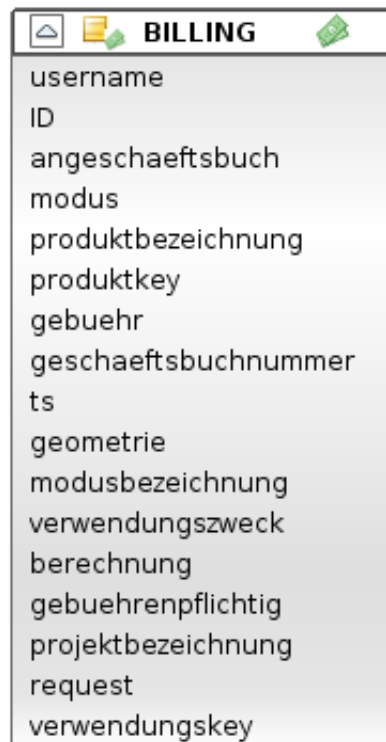 BILLING
username
ID
angeschaeftsbuch
modus
produktbezeichnung
produktkey
gebuehr
geschaeftsbuchnummer
ts
geometrie
modusbezeichnung
verwendungszweck
berechnung
gebuehrenpflichtig
projektbezeichnung
request
verwendungskey